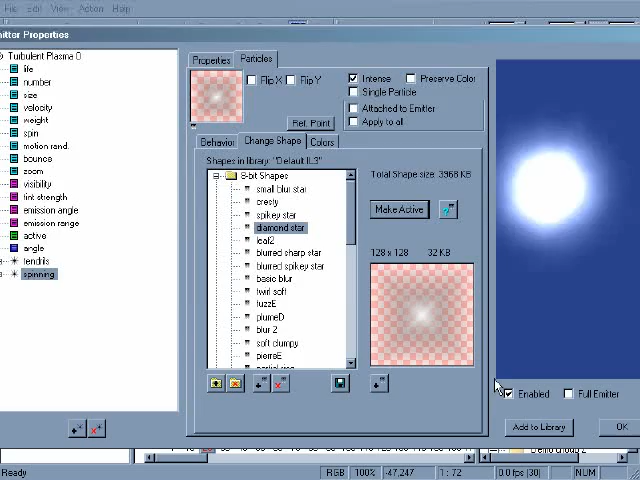 File Edit View Action Help
mitter Properties
Turbulent Plasma 0
life
number
size
velocity
weight
spin
motion rand.
bounce
zoom
visibility
tint strength
emission angle
emission range
active
angle
tendrils
spinning
Properties Particles
Flip X Flip Y
Intense Preserve Color
Single Particle
Attached to Emitter
Apply to all
Ref. Point
Behavior Change Shape Colors
Shapes in library: "Default.IL3"
8-bit Shapes
small blur star
cresty
spikey star
diamond star
leaf2
blurred sharp star
blurred spikey star
basic blur
twirl soft
fuzzE
plumeD
blur 2
soft clumpy
pierreE
Total Shape size: 3968 KB
Make Active
128 x 128 32 KB
Enabled Full Emitter
Add to Library OK
Ready RGB 100% -47,247 1 : 72 0.0 fps (30) NUM